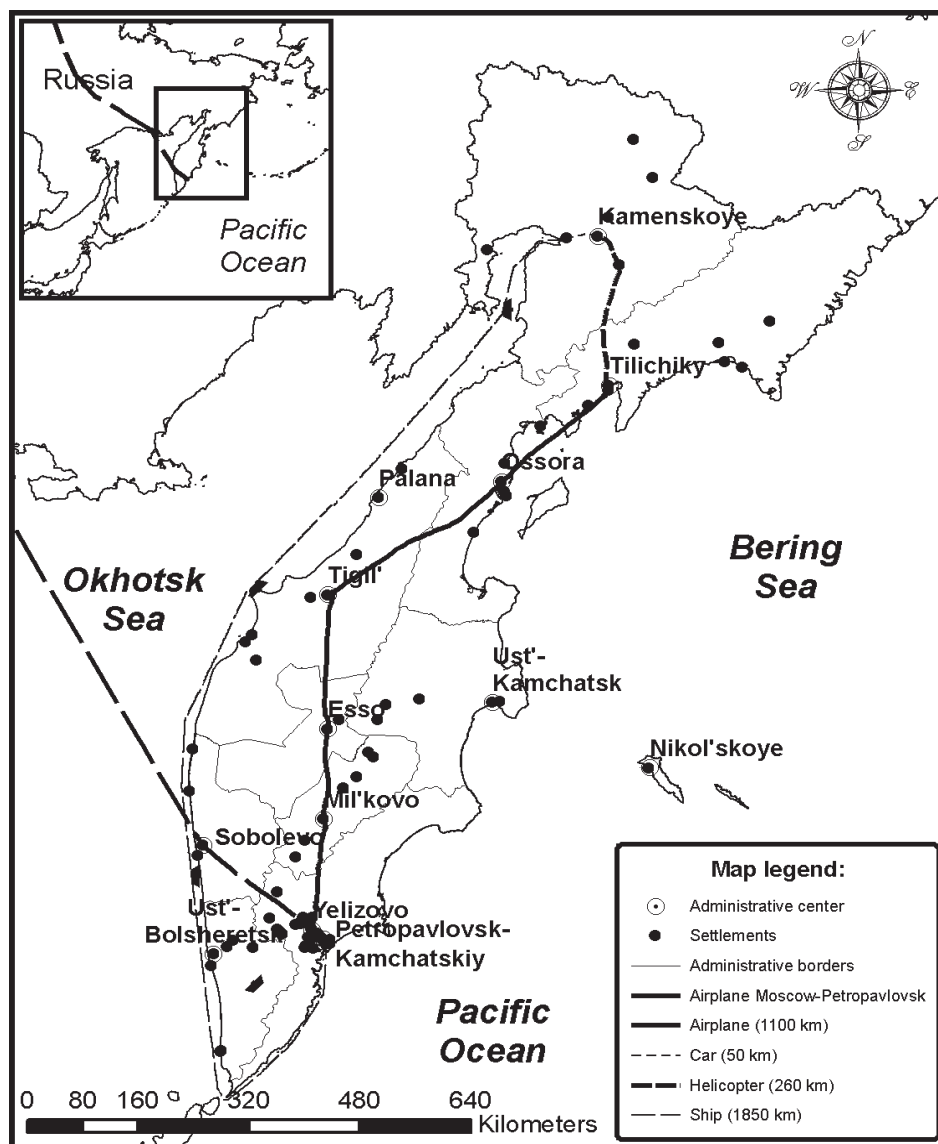 Russia
Pacific
Ocean
N
W
E
S
Kamenskoye
Tilichiky
Ossora
Palana
Bering
Sea
Okhotsk
Sea
Tigil'
Ust'-
Kamchatsk
Esso
Nikol'skoye
Mil'kovo
Sobolevo
Ust'-
Bolsheretsk
Yelizovo
Petropavlovsk-
Kamchatskiy
Pacific
Ocean
Map legend:
Administrative center
Settlements
Administrative borders
Airplane Moscow-Petropavlovsk
Airplane (1100 km)
Car (50 km)
Helicopter (260 km)
Ship (1850 km)
0 80 160 320 480 640
Kilometers